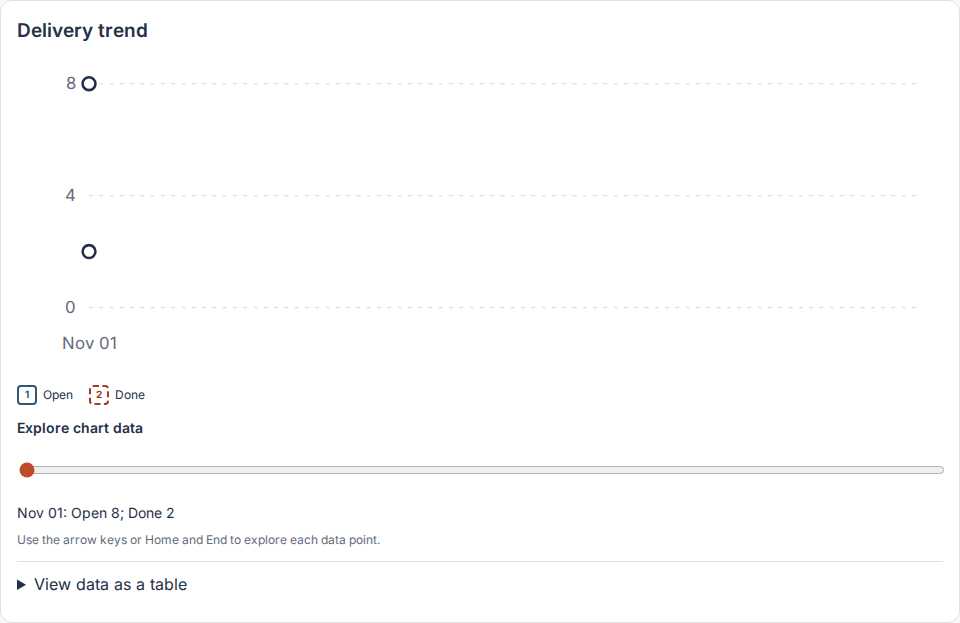 Delivery trend
8
4
0
Nov 01
1 Open 2 Done
Explore chart data
Nov 01: Open 8; Done 2
Use the arrow keys or Home and End to explore each data point.
View data as a table